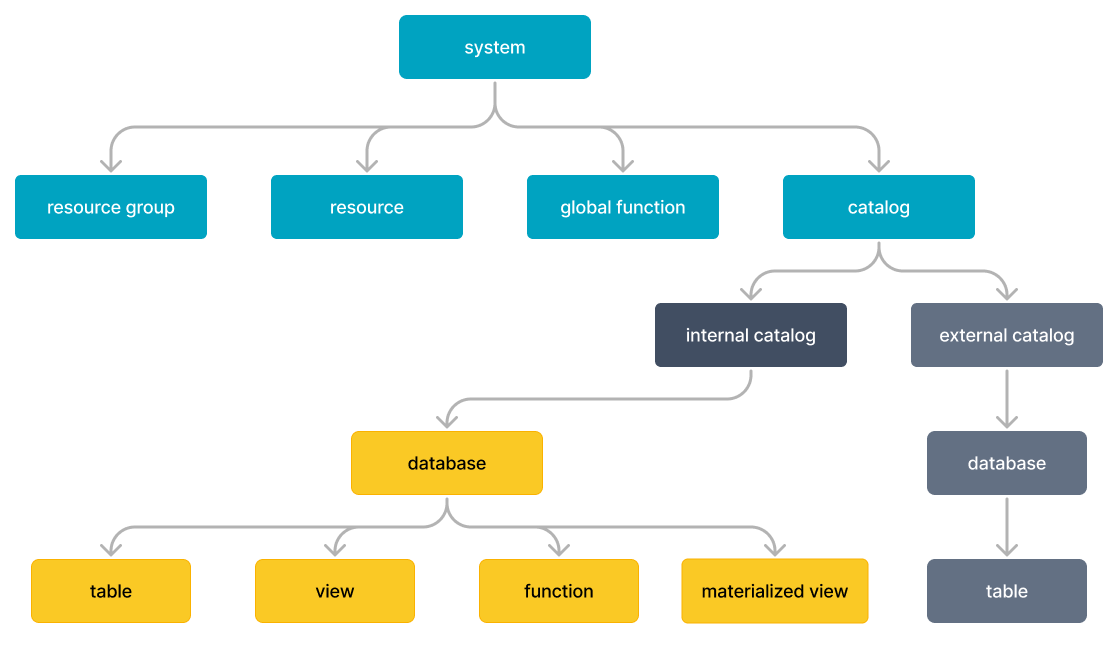 system
resource group
resource
global function
catalog
internal catalog
external catalog
database
database
table
view
function
materialized view
table